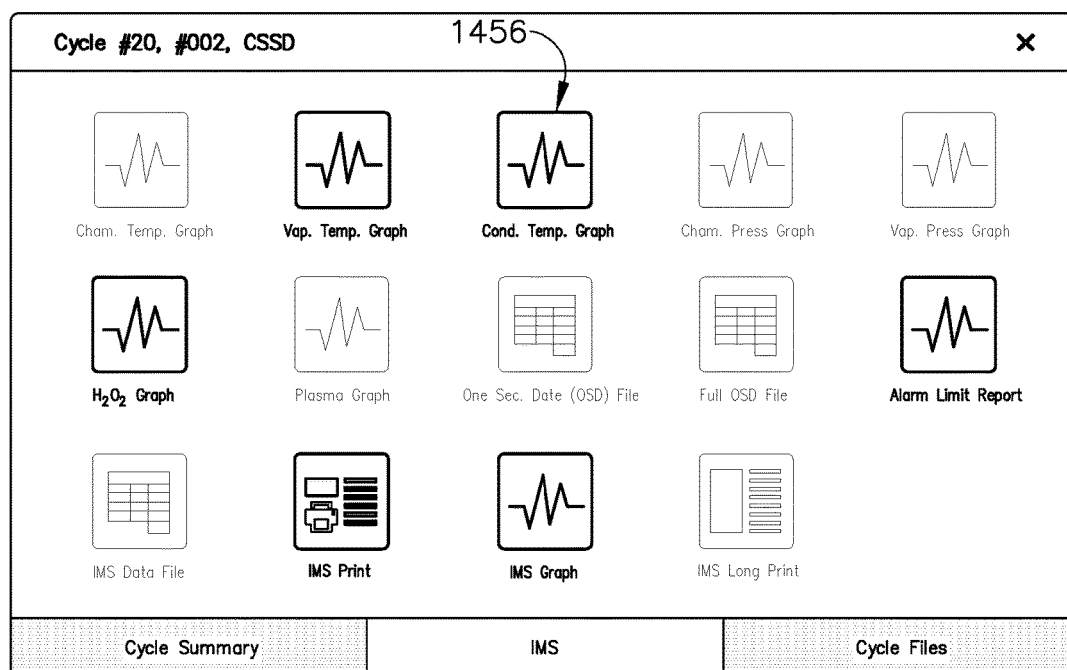 Cycle #20, #002, CSSD
1456
Cham. Temp. Graph
Vap. Temp. Graph
Cond. Temp. Graph
Cham. Press Graph
Vap. Press Graph
H₂O₂ Graph
Plasma Graph
One Sec. Date (OSD) File
Full OSD File
Alarm Limit Report
IMS Data File
IMS Print
IMS Graph
IMS Long Print
Cycle Summary
IMS
Cycle Files